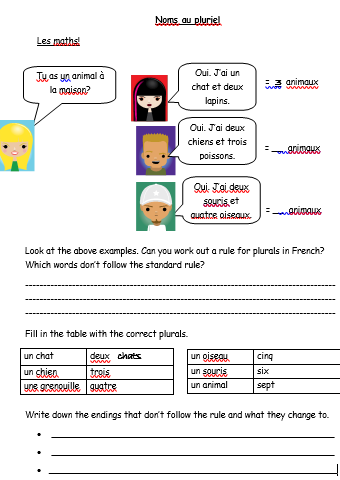 Noms au pluriel
Les maths!
Tu as un animal à
la maison?
Oui. J'ai un
chat et deux
lapins.
= 3 animaux
Oui. J'ai deux
chiens et trois
poissons.
= ___animaux
Oui. J'ai deux
souris et
quatre oiseaux.
= ___animaux
Look at the above examples. Can you work out a rule for plurals in French?
Which words don't follow the standard rule?
Fill in the table with the correct plurals.
un chat deux chats
un chien trois
une grenouille quatre
un oiseau cinq
un souris six
un animal sept
Write down the endings that don't follow the rule and what they change to.